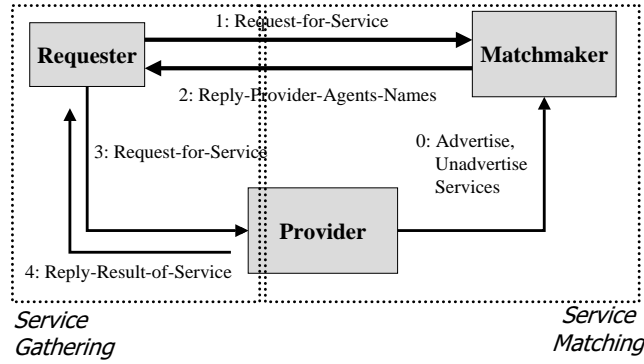 1: Request-for-Service
Requester
Matchmaker
2: Reply-Provider-Agents-Names
0: Advertise,
Unadvertise
Services
3: Request-for-Service
Provider
4: Reply-Result-of-Service
Service
Gathering
Service
Matching